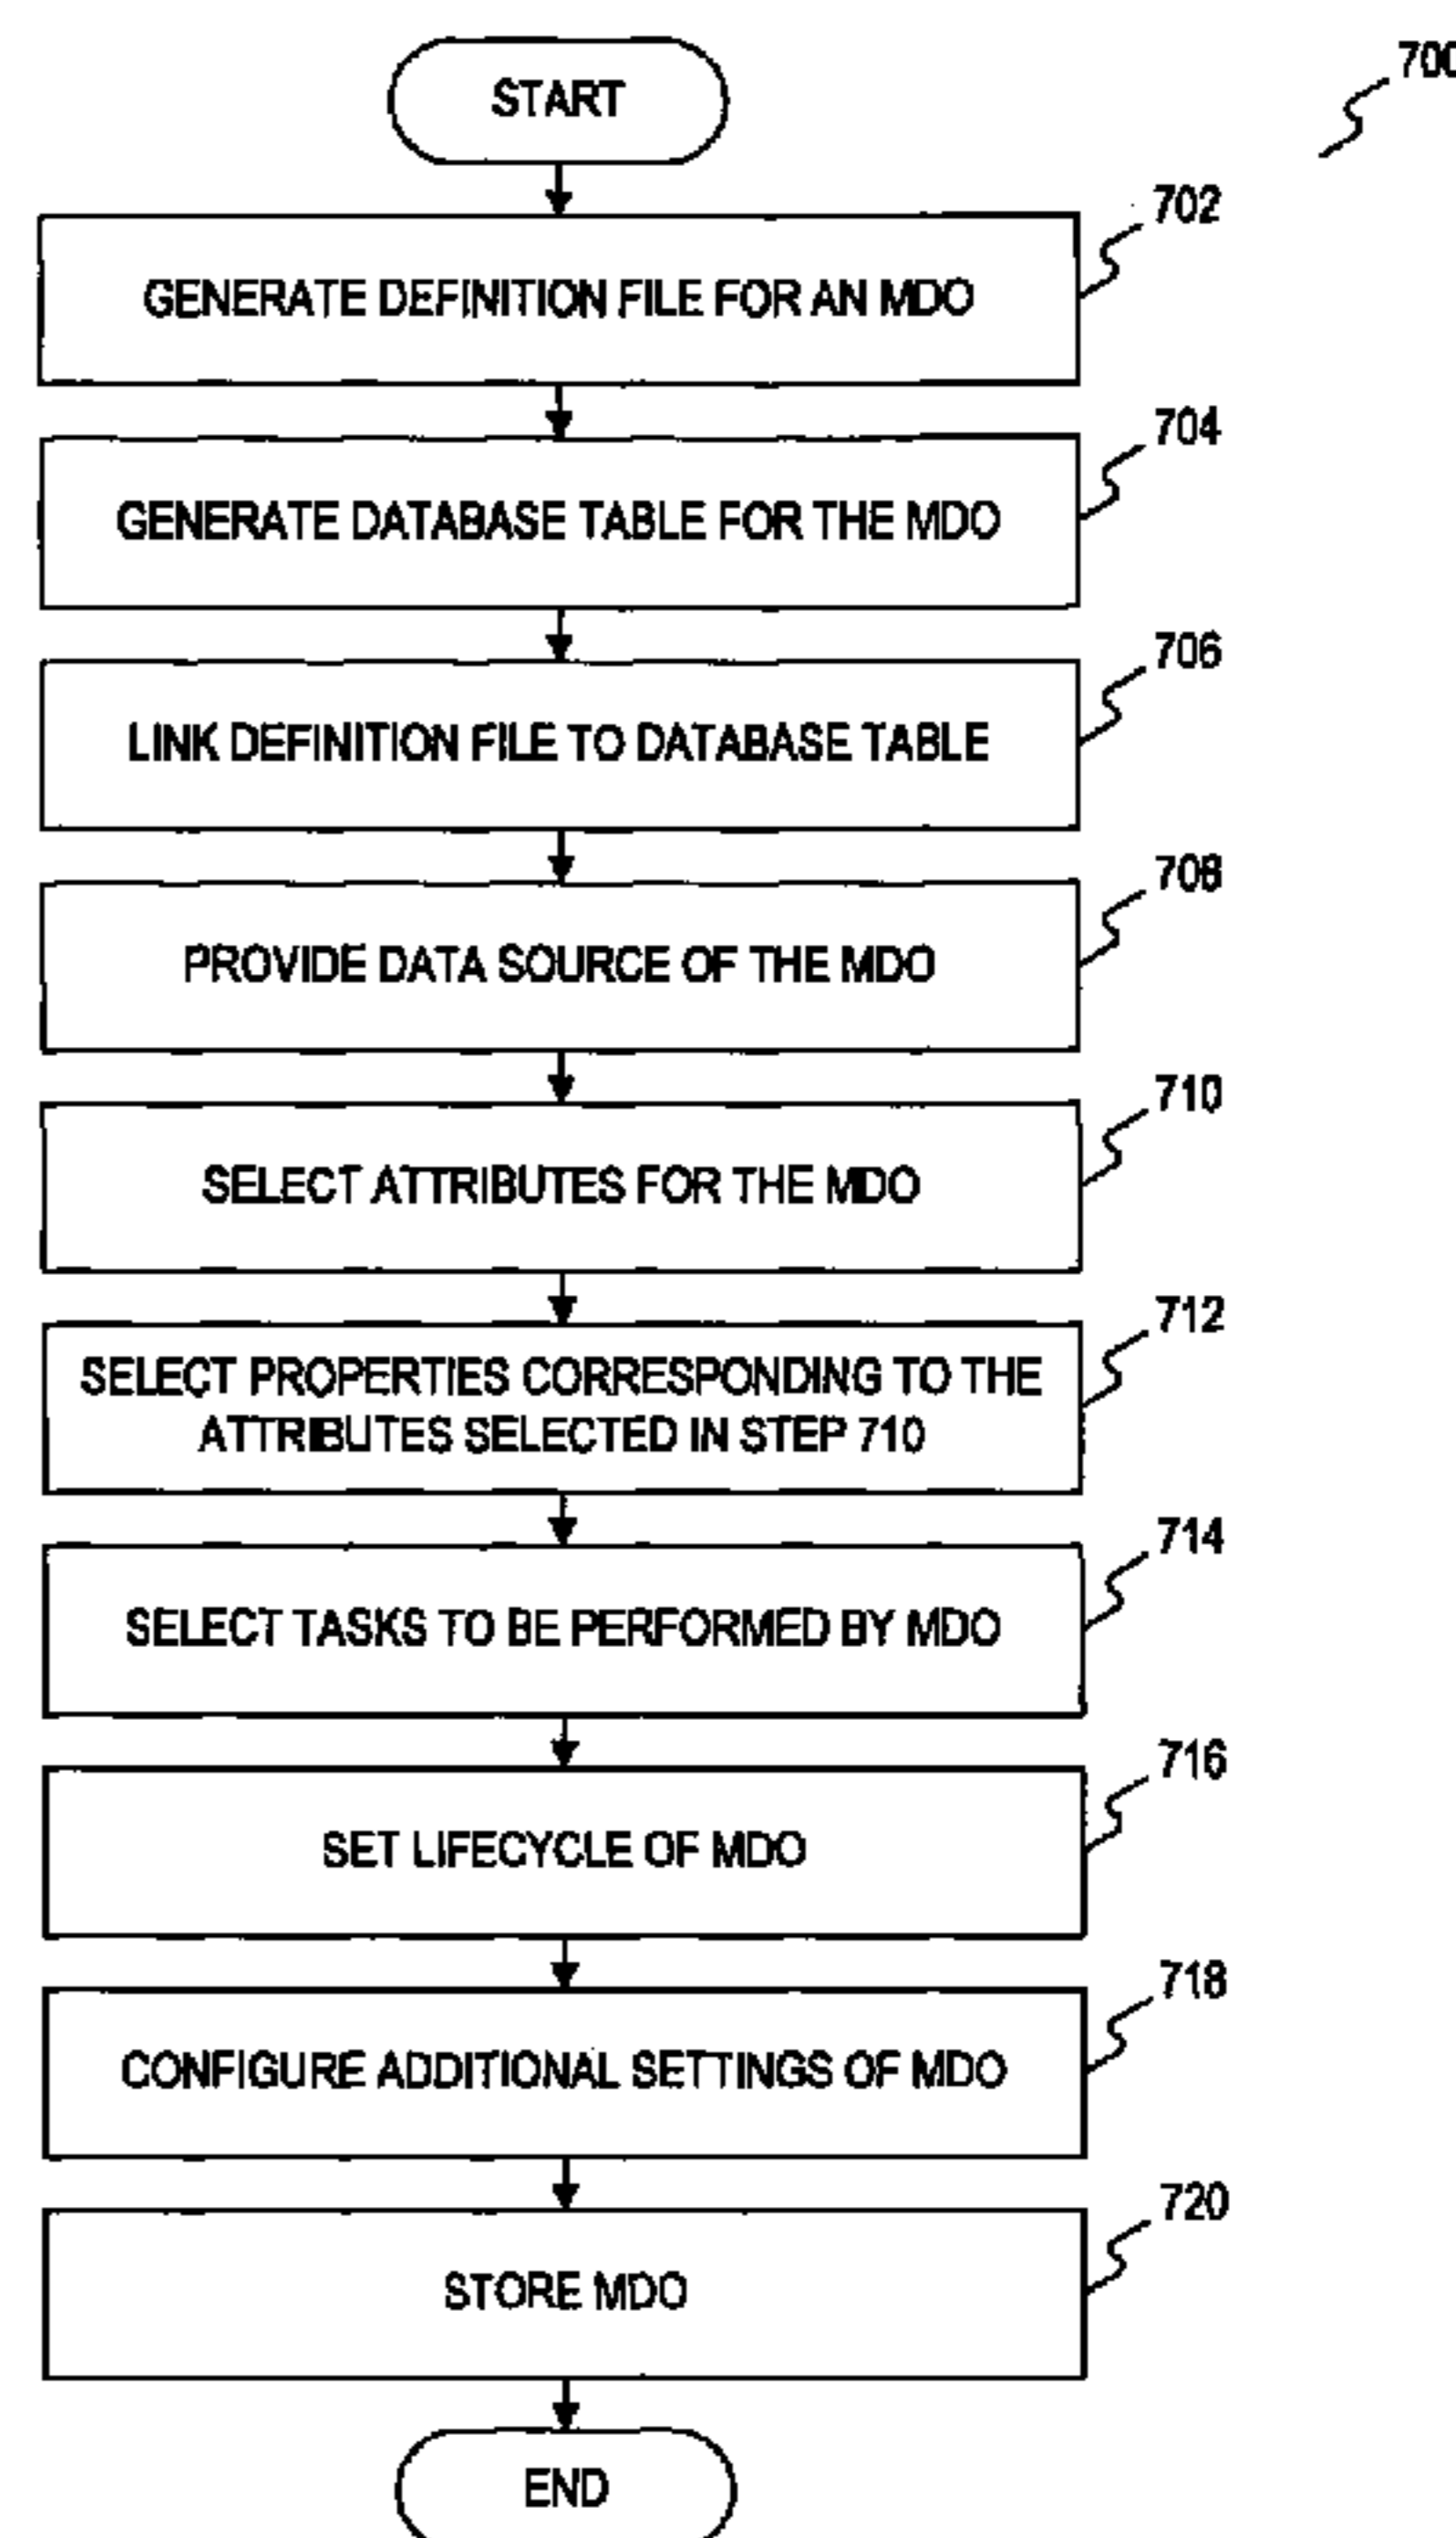 START
700
702
GENERATE DEFINITION FILE FOR AN MDO
704
GENERATE DATABASE TABLE FOR THE MDO
706
LINK DEFINITION FILE TO DATABASE TABLE
708
PROVIDE DATA SOURCE OF THE MDO
710
SELECT ATTRIBUTES FOR THE MDO
712
SELECT PROPERTIES CORRESPONDING TO THE
ATTRIBUTES SELECTED IN STEP 710
714
SELECT TASKS TO BE PERFORMED BY MDO
716
SET LIFECYCLE OF MDO
718
CONFIGURE ADDITIONAL SETTINGS OF MDO
720
STORE MDO
END